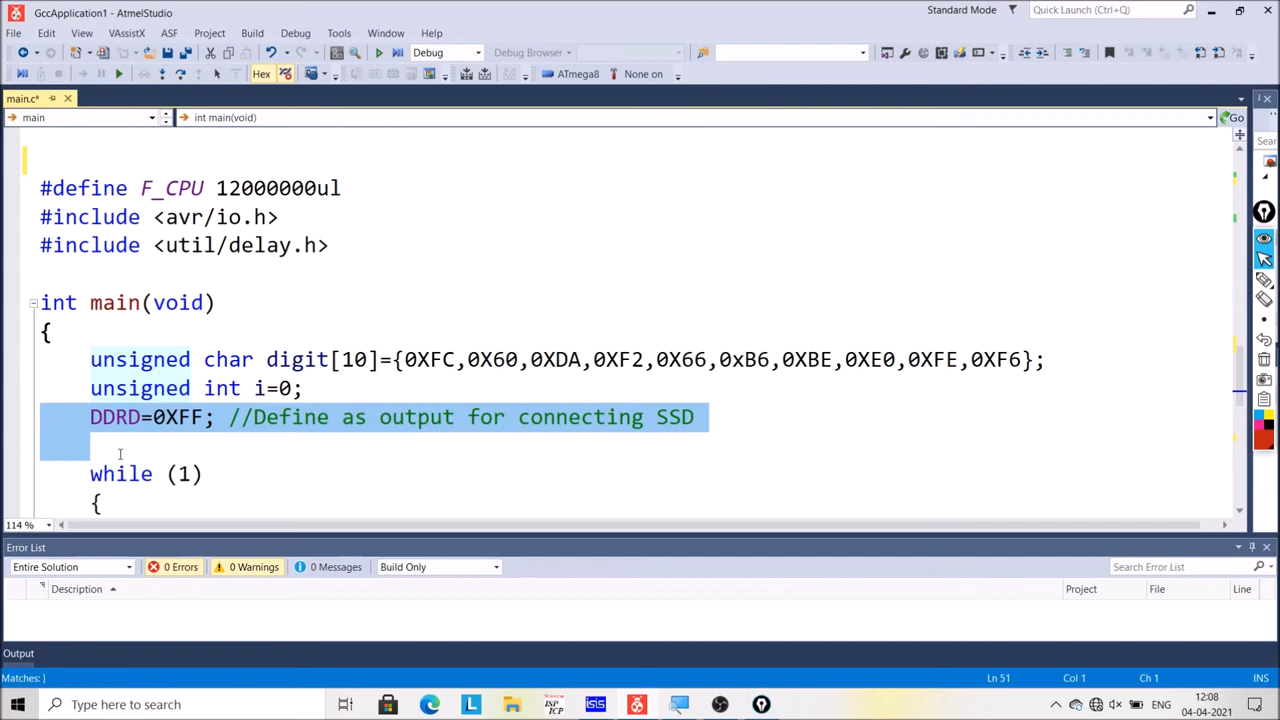 GccApplication1 - AtmelStudio
Standard Mode
Quick Launch (Ctrl+Q)
File Edit View VAssistX ASF Project Build Debug Tools Window Help
Debug
Debug Browser
Hex
ATmega8
None on
main.c*
main
int main(void)
Go
Sear
#define F_CPU 12000000ul
#include <avr/io.h>
#include <util/delay.h>
int main(void)
{
unsigned char digit[10]={0XFC,0X60,0XDA,0XF2,0X66,0xB6,0XBE,0XE0,0XFE,0XF6};
unsigned int i=0;
DDRD=0XFF; //Define as output for connecting SSD
while (1)
{
114 %
Error List
Entire Solution
0 Errors
0 Warnings
0 Messages
Build Only
Search Error List
Description
Project
File
Line
Output
Matches: }
Ln 51
Col 1
Ch 1
INS
Type here to search
L
ISP
ICP
isis
ENG
12:08
04-04-2021